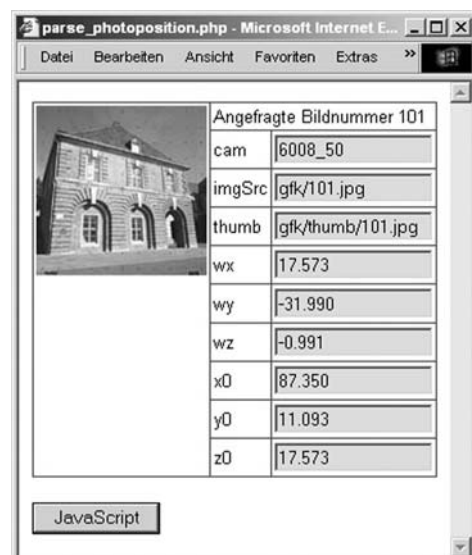 parse_photoposition.php - Microsoft Internet E...
Datei Bearbeiten Ansicht Favoriten Extras »
Angefragte Bildnummer 101
cam 6008_50
imgSrc gfk/101.jpg
thumb gfk/thumb/101.jpg
wx 17.573
wy -31.990
wz -0.991
x0 87.350
y0 11.093
z0 17.573
JavaScript